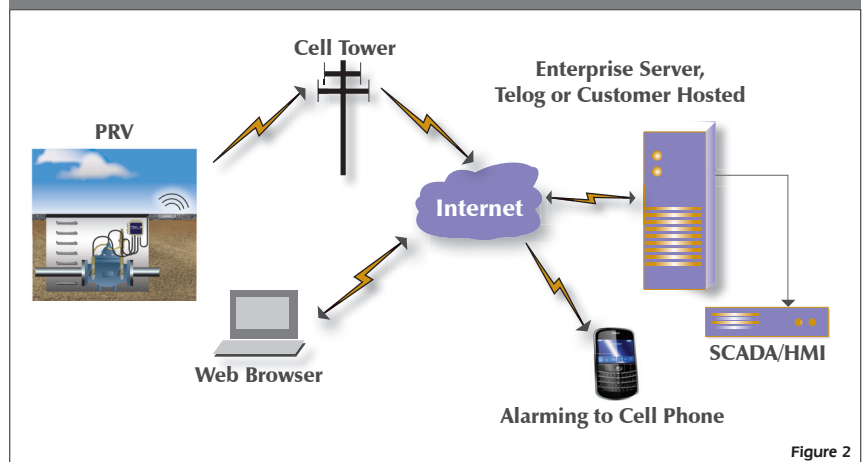 Cell Tower
Enterprise Server,
Telog or Customer Hosted
PRV
Internet
Web Browser
SCADA/HMI
Alarming to Cell Phone
Figure 2